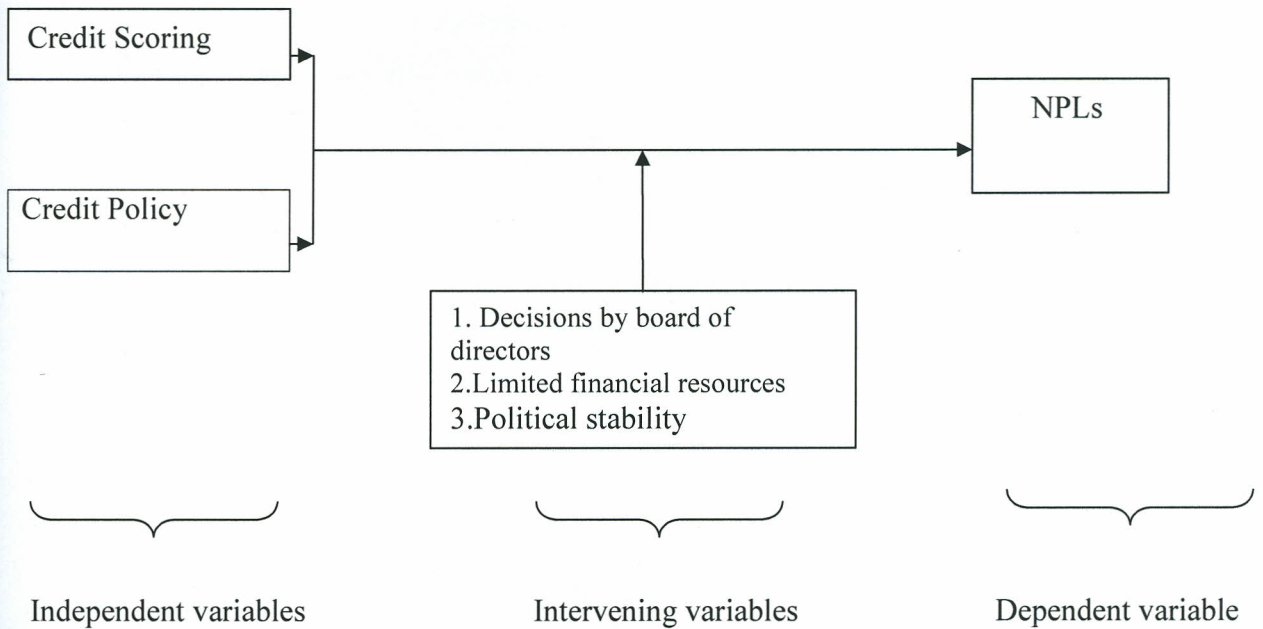 Credit Scoring
NPLs
Credit Policy
1. Decisions by board of
directors
2.Limited financial resources
3.Political stability
Independent variables
Intervening variables
Dependent variable